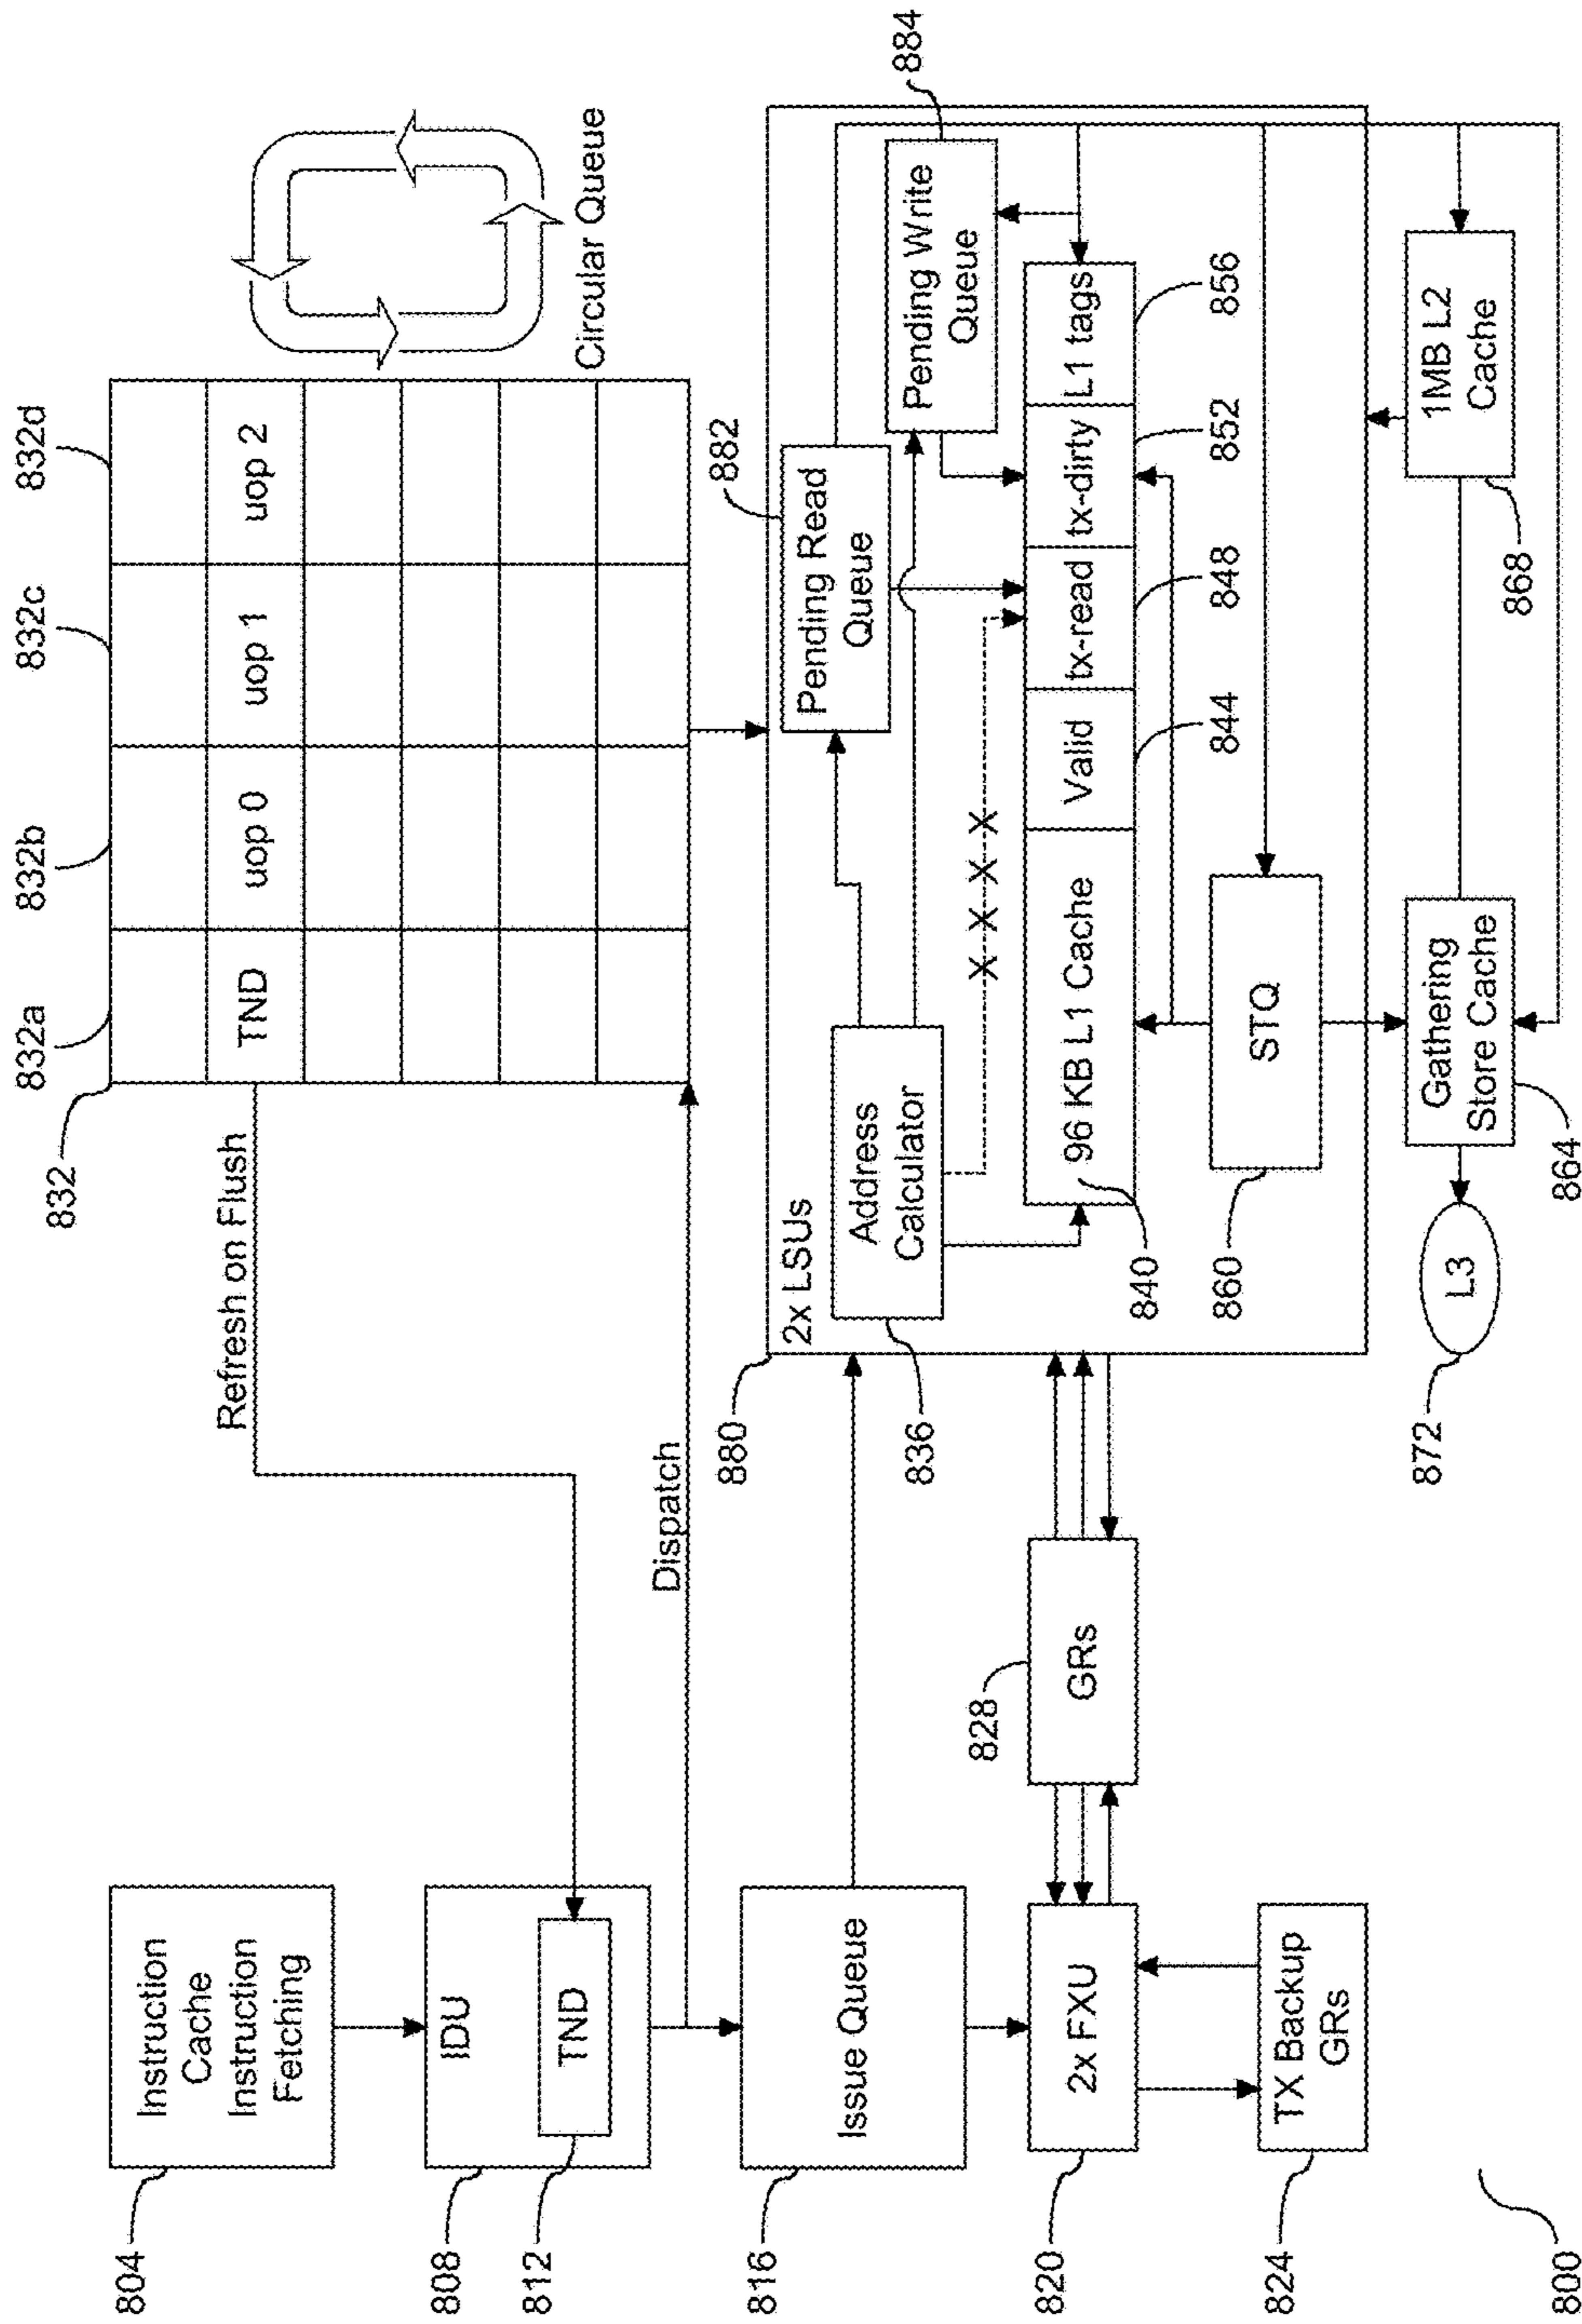 804
Instruction
Cache
Instruction
Fetching
808
IDU
812
TND
816
Issue Queue
820
2x FXU
824
TX Backup
GRs
828
GRs
Refresh on Flush
Dispatch
832
832a
832b
832c
832d
TND
uop 0
uop 1
uop 2
Circular Queue
880
2x LSUs
836
Address
Calculator
882
Pending Read
Queue
884
Pending Write
Queue
X X X X
96 KB L1 Cache
Valid
tx-read
tx-dirty
L1 tags
840
844
848
852
856
860
STQ
864
Gathering
Store Cache
868
1MB L2
Cache
872
L3
800